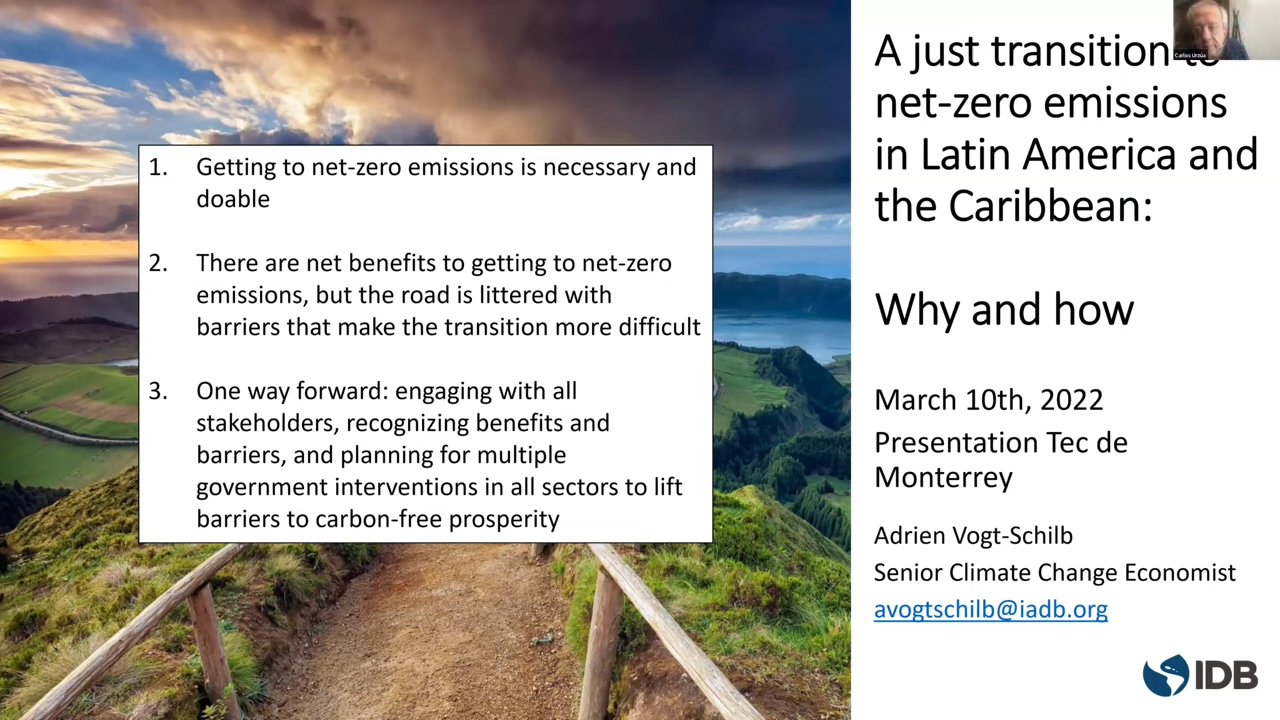 1. Getting to net-zero emissions is necessary and
doable
2. There are net benefits to getting to net-zero
emissions, but the road is littered with
barriers that make the transition more difficult
3. One way forward: engaging with all
stakeholders, recognizing benefits and
barriers, and planning for multiple
government interventions in all sectors to lift
barriers to carbon-free prosperity
A just transition to
net-zero emissions
in Latin America and
the Caribbean:
Why and how
March 10th, 2022
Presentation Tec de
Monterrey
Adrien Vogt-Schilb
Senior Climate Change Economist
avogtschilb@iadb.org
IDB
Carlos Urzúa